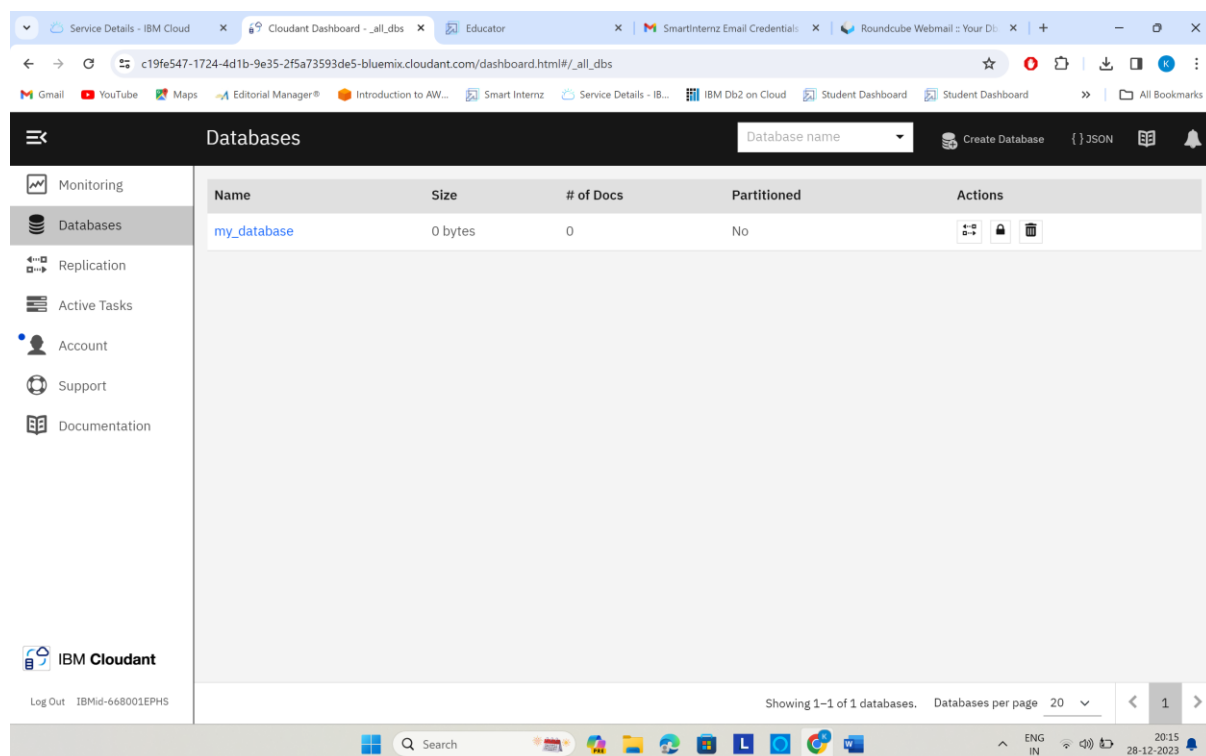 Service Details - IBM Cloud
Cloudant Dashboard - _all_dbs
Educator
SmartInternz Email Credentials
Roundcube Webmail :: Your Db
c19fe547-1724-4d1b-9e35-2f5a73593de5-bluemix.cloudant.com/dashboard.html#/_all_dbs
K
Gmail
YouTube
Maps
Editorial Manager®
Introduction to AW...
Smart Internz
Service Details - IB...
IBM Db2 on Cloud
Student Dashboard
Student Dashboard
All Bookmarks
Databases
Database name
Create Database
{ } JSON
Monitoring
Databases
Replication
Active Tasks
Account
Support
Documentation
Name Size # of Docs Partitioned Actions
my_database 0 bytes 0 No
IBM Cloudant
Log Out IBMid-668001EPHS
Showing 1–1 of 1 databases. Databases per page 20 1
Search
PRE
L
W
ENG
IN
20:15
28-12-2023